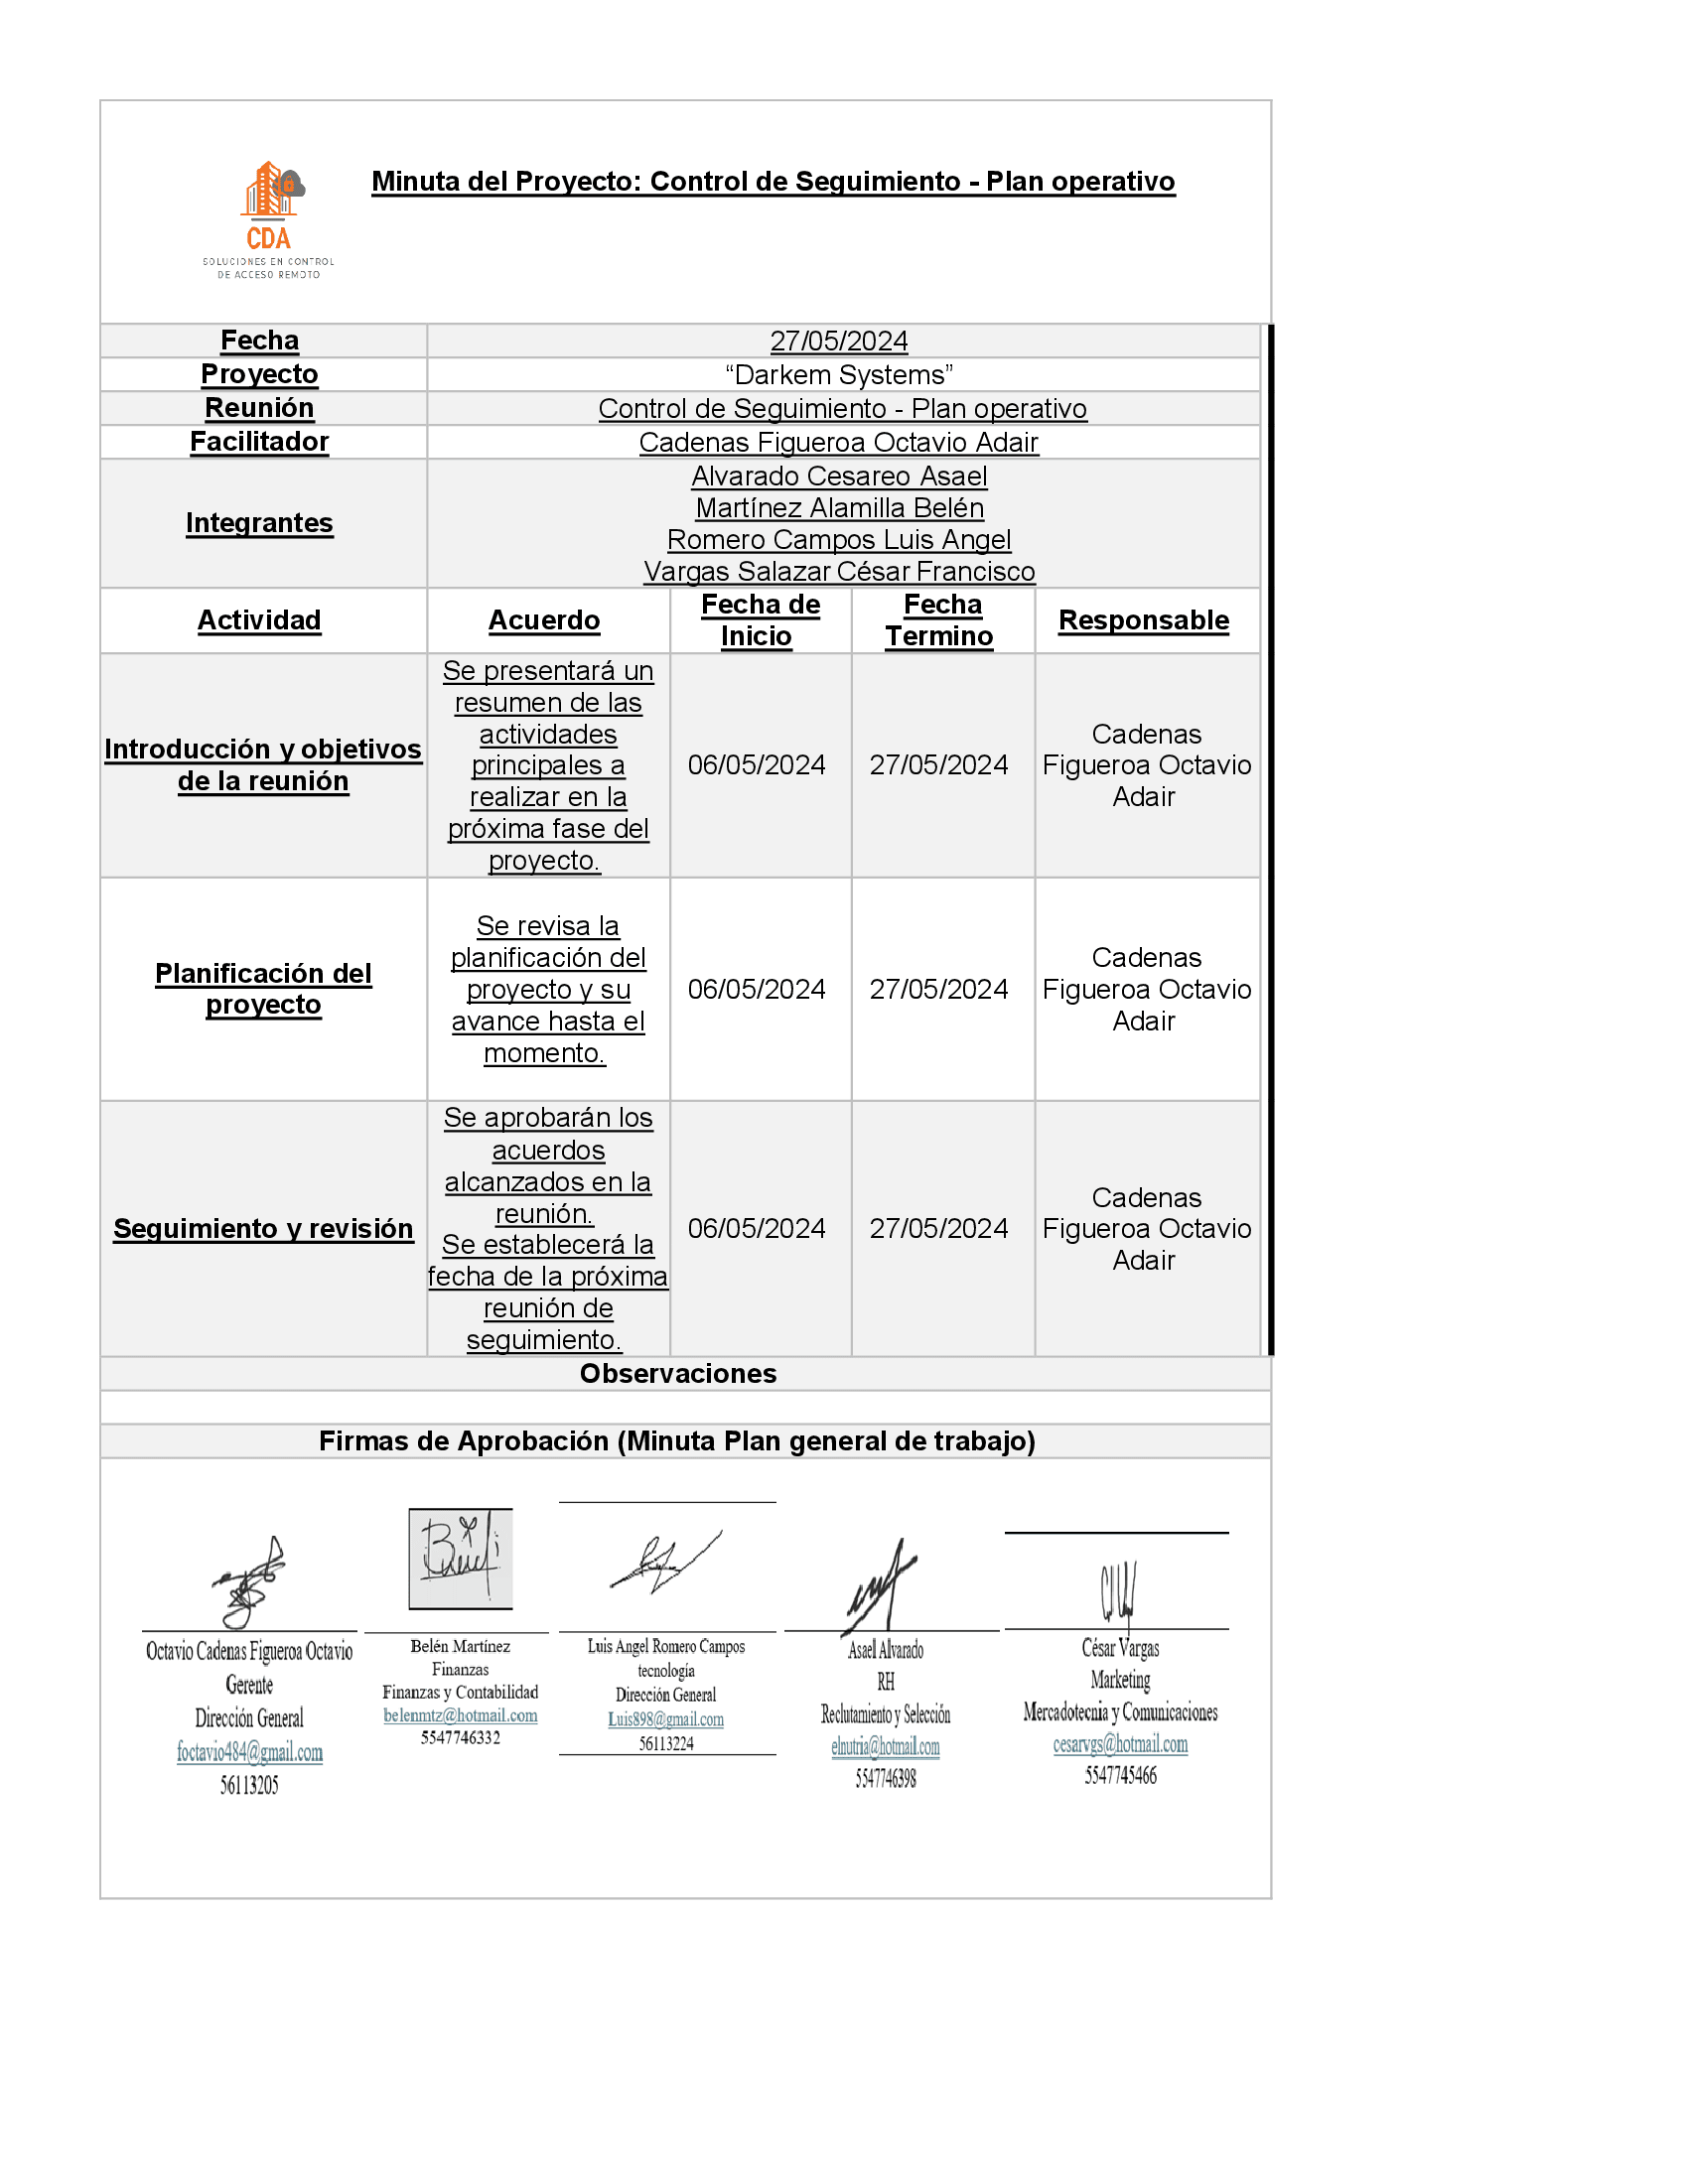 Minuta del Proyecto: Control de Seguimiento - Plan operativo
CDA
SOLUCIONES EN CONTROL
DE ACCESO REMOTO
Fecha
27/05/2024
Proyecto
“Darkem Systems”
Reunión
Control de Seguimiento - Plan operativo
Facilitador
Cadenas Figueroa Octavio Adair
Integrantes
Alvarado Cesareo Asael
Martínez Alamilla Belén
Romero Campos Luis Angel
Vargas Salazar César Francisco
Actividad
Acuerdo
Fecha de
Inicio
Fecha
Termino
Responsable
Introducción y objetivos
de la reunión
Se presentará un
resumen de las
actividades
principales a
realizar en la
próxima fase del
proyecto.
06/05/2024
27/05/2024
Cadenas
Figueroa Octavio
Adair
Planificación del
proyecto
Se revisa la
planificación del
proyecto y su
avance hasta el
momento.
06/05/2024
27/05/2024
Cadenas
Figueroa Octavio
Adair
Seguimiento y revisión
Se aprobarán los
acuerdos
alcanzados en la
reunión.
Se establecerá la
fecha de la próxima
reunión de
seguimiento.
06/05/2024
27/05/2024
Cadenas
Figueroa Octavio
Adair
Observaciones
Firmas de Aprobación (Minuta Plan general de trabajo)
Octavio Cadenas Figueroa Octavio
Gerente
Dirección General
foctavio484@gmail.com
56113205
Belén Martínez
Finanzas
Finanzas y Contabilidad
belenmtz@hotmail.com
5547746332
Luis Angel Romero Campos
tecnología
Dirección General
Luis898@gmail.com
56113224
Asael Alvarado
RH
Reclutamiento y Selección
elnutria@hotmail.com
5547746398
César Vargas
Marketing
Mercadotecnia y Comunicaciones
cesarvgs@hotmail.com
5547745466